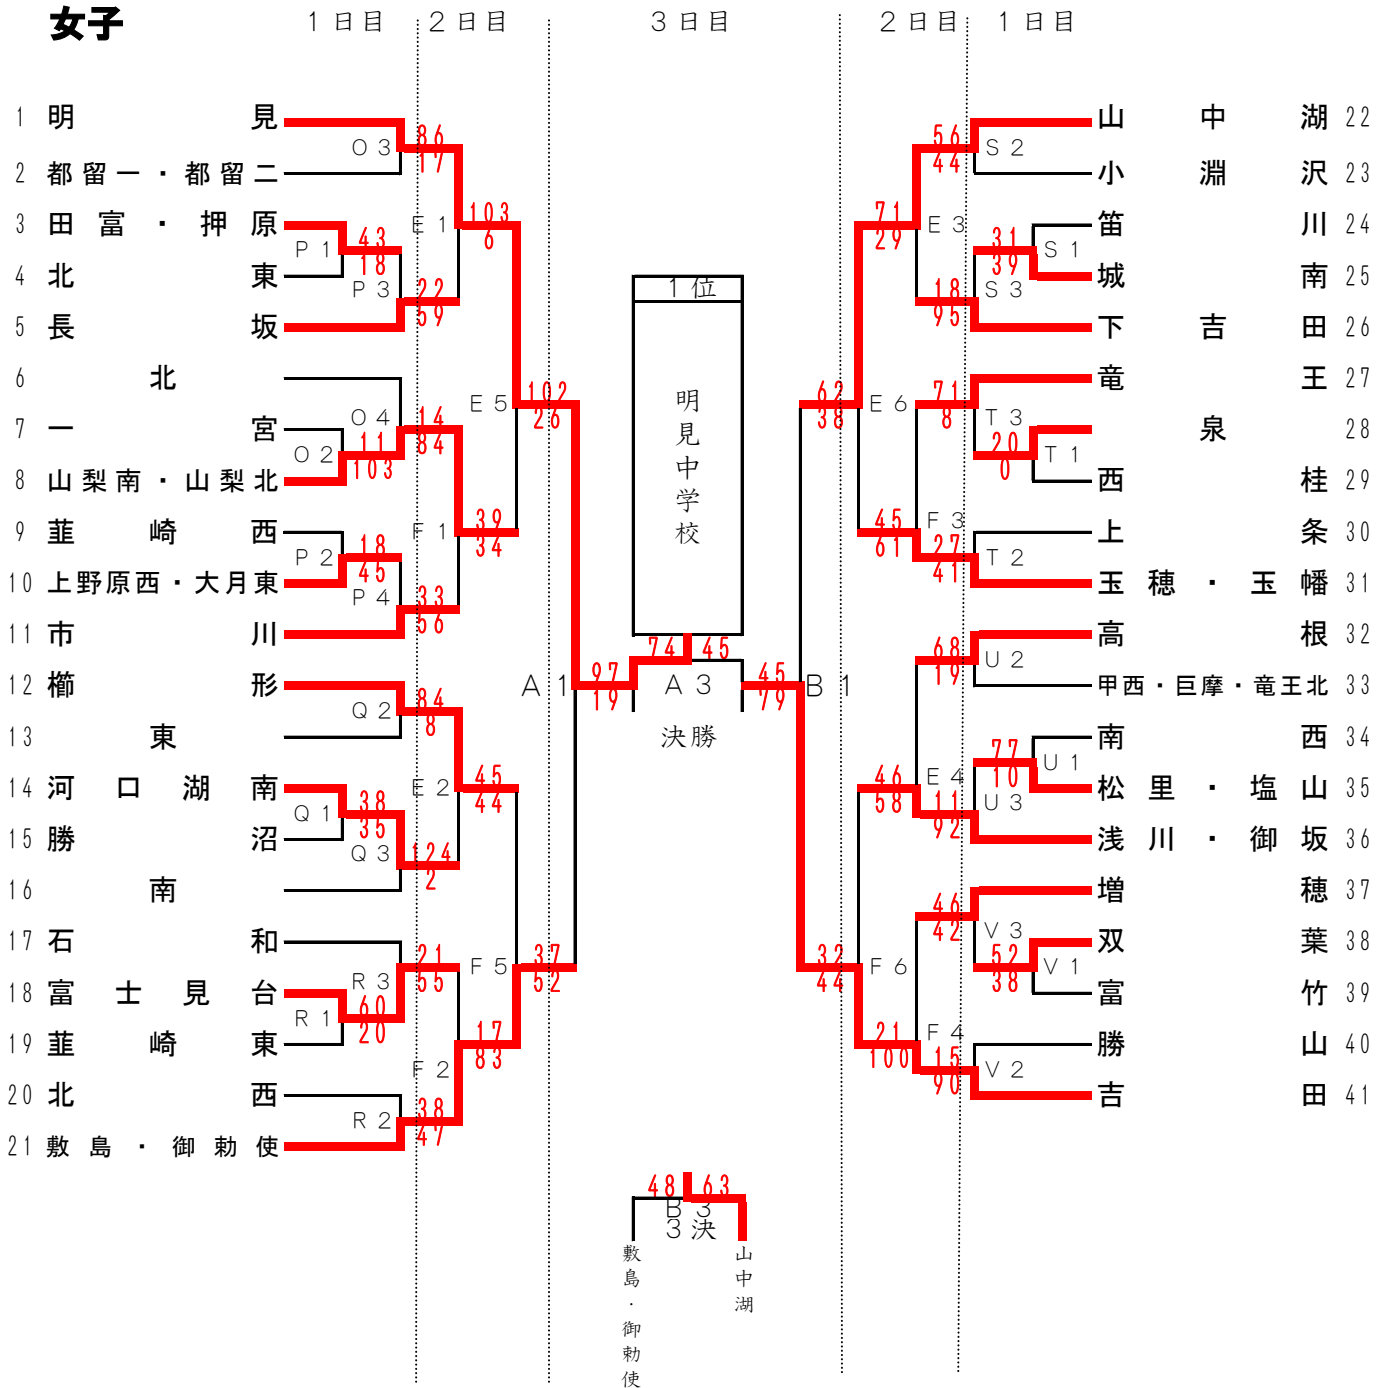 女子
1日目 2日目 3日目 2日目 1日目
1 明見
2 都留一・都留二
3 田富・押原
4 北東
5 長坂
6 北
7 一宮
8 山梨南・山梨北
9 韮崎西
10 上野原西・大月東
11 市川
12 櫛形
13 東
14 河口湖南
15 勝沼
16 南
17 石和
18 富士見台
19 韮崎東
20 北西
21 敷島・御勅使
O3 86 17
P1 43 18
P3 22 59
E1 103 6
O4 14 84
O2 11 103
P2 18 45
P4 33 56
F1 39 34
E5 102 26
Q2 84 8
Q1 38 35
Q3 124 2
E2 45 44
R3 21 55
R1 60 20
R2 38 47
F2 17 83
F5 37 52
A1 97 19
1位
明見中学校
74 45
A3
決勝
45 79 B1
62 38 E6
71 29 E3
56 44 S2
31 39 S1
18 95 S3
71 8 T3
20 0 T1
45 61 F3
27 41 T2
68 19 U2
77 10 U1
11 92 U3
46 58 E4
32 44 F6
46 42 V3
52 38 V1
21 100 F4
15 90 V2
山中湖 22
小淵沢 23
笛川 24
城南 25
下吉田 26
竜王 27
泉 28
西桂 29
上条 30
玉穂・玉幡 31
高根 32
甲西・巨摩・竜王北 33
南西 34
松里・塩山 35
浅川・御坂 36
増穂 37
双葉 38
富竹 39
勝山 40
吉田 41
48 63
B3
3決
敷島・御勅使
山中湖